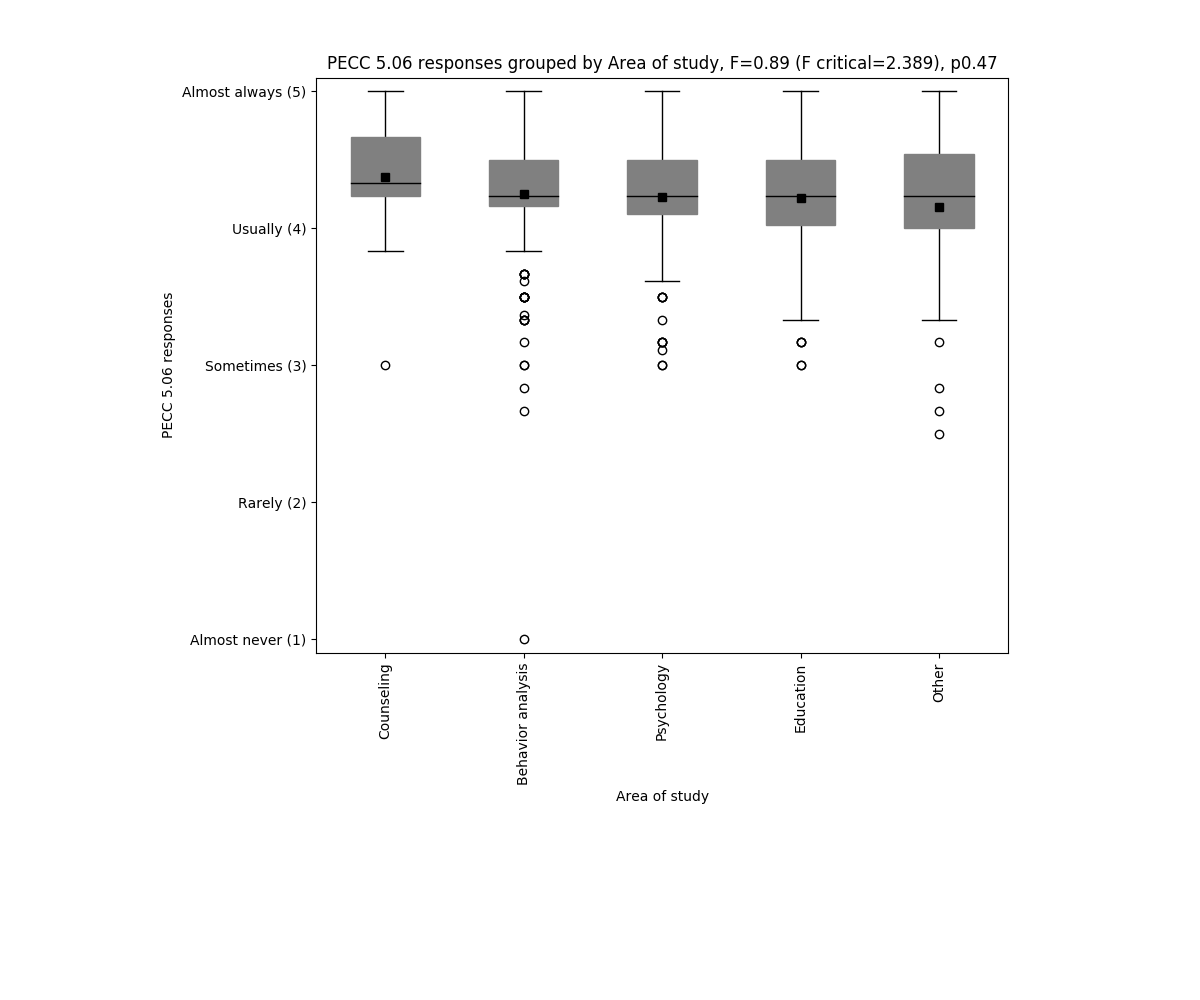 PECC 5.06 responses grouped by Area of study, F=0.89 (F critical=2.389), p0.47
Almost always (5)
Usually (4)
Sometimes (3)
Rarely (2)
Almost never (1)
PECC 5.06 responses
Counseling
Behavior analysis
Psychology
Education
Other
Area of study